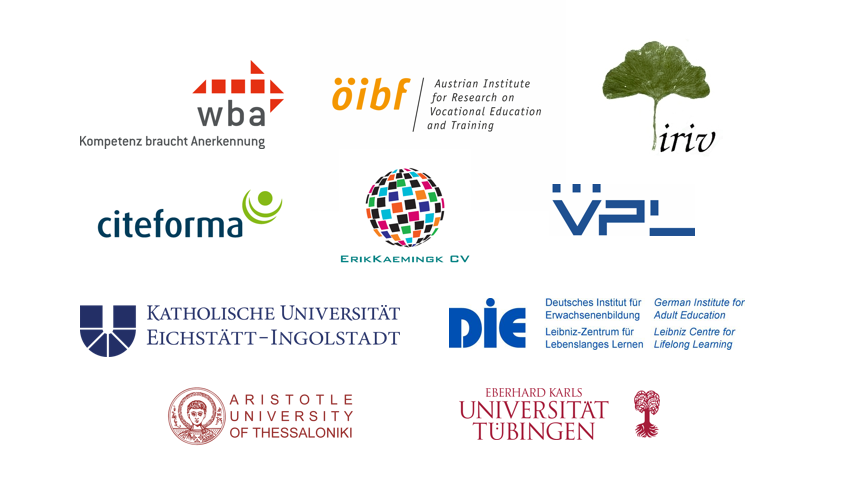 wba
Kompetenz braucht Anerkennung
öibf
Austrian Institute
for Research on
Vocational Education
and Training
iriv
citeforma
ERIKKAEMINGK CV
VPL
KATHOLISCHE UNIVERSITÄT
EICHSTÄTT-INGOLSTADT
DIE
Deutsches Institut für
Erwachsenenbildung
Leibniz-Zentrum für
Lebenslanges Lernen
German Institute for
Adult Education
Leibniz Centre for
Lifelong Learning
ARISTOTLE
UNIVERSITY
OF THESSALONIKI
EBERHARD KARLS
UNIVERSITÄT
TÜBINGEN